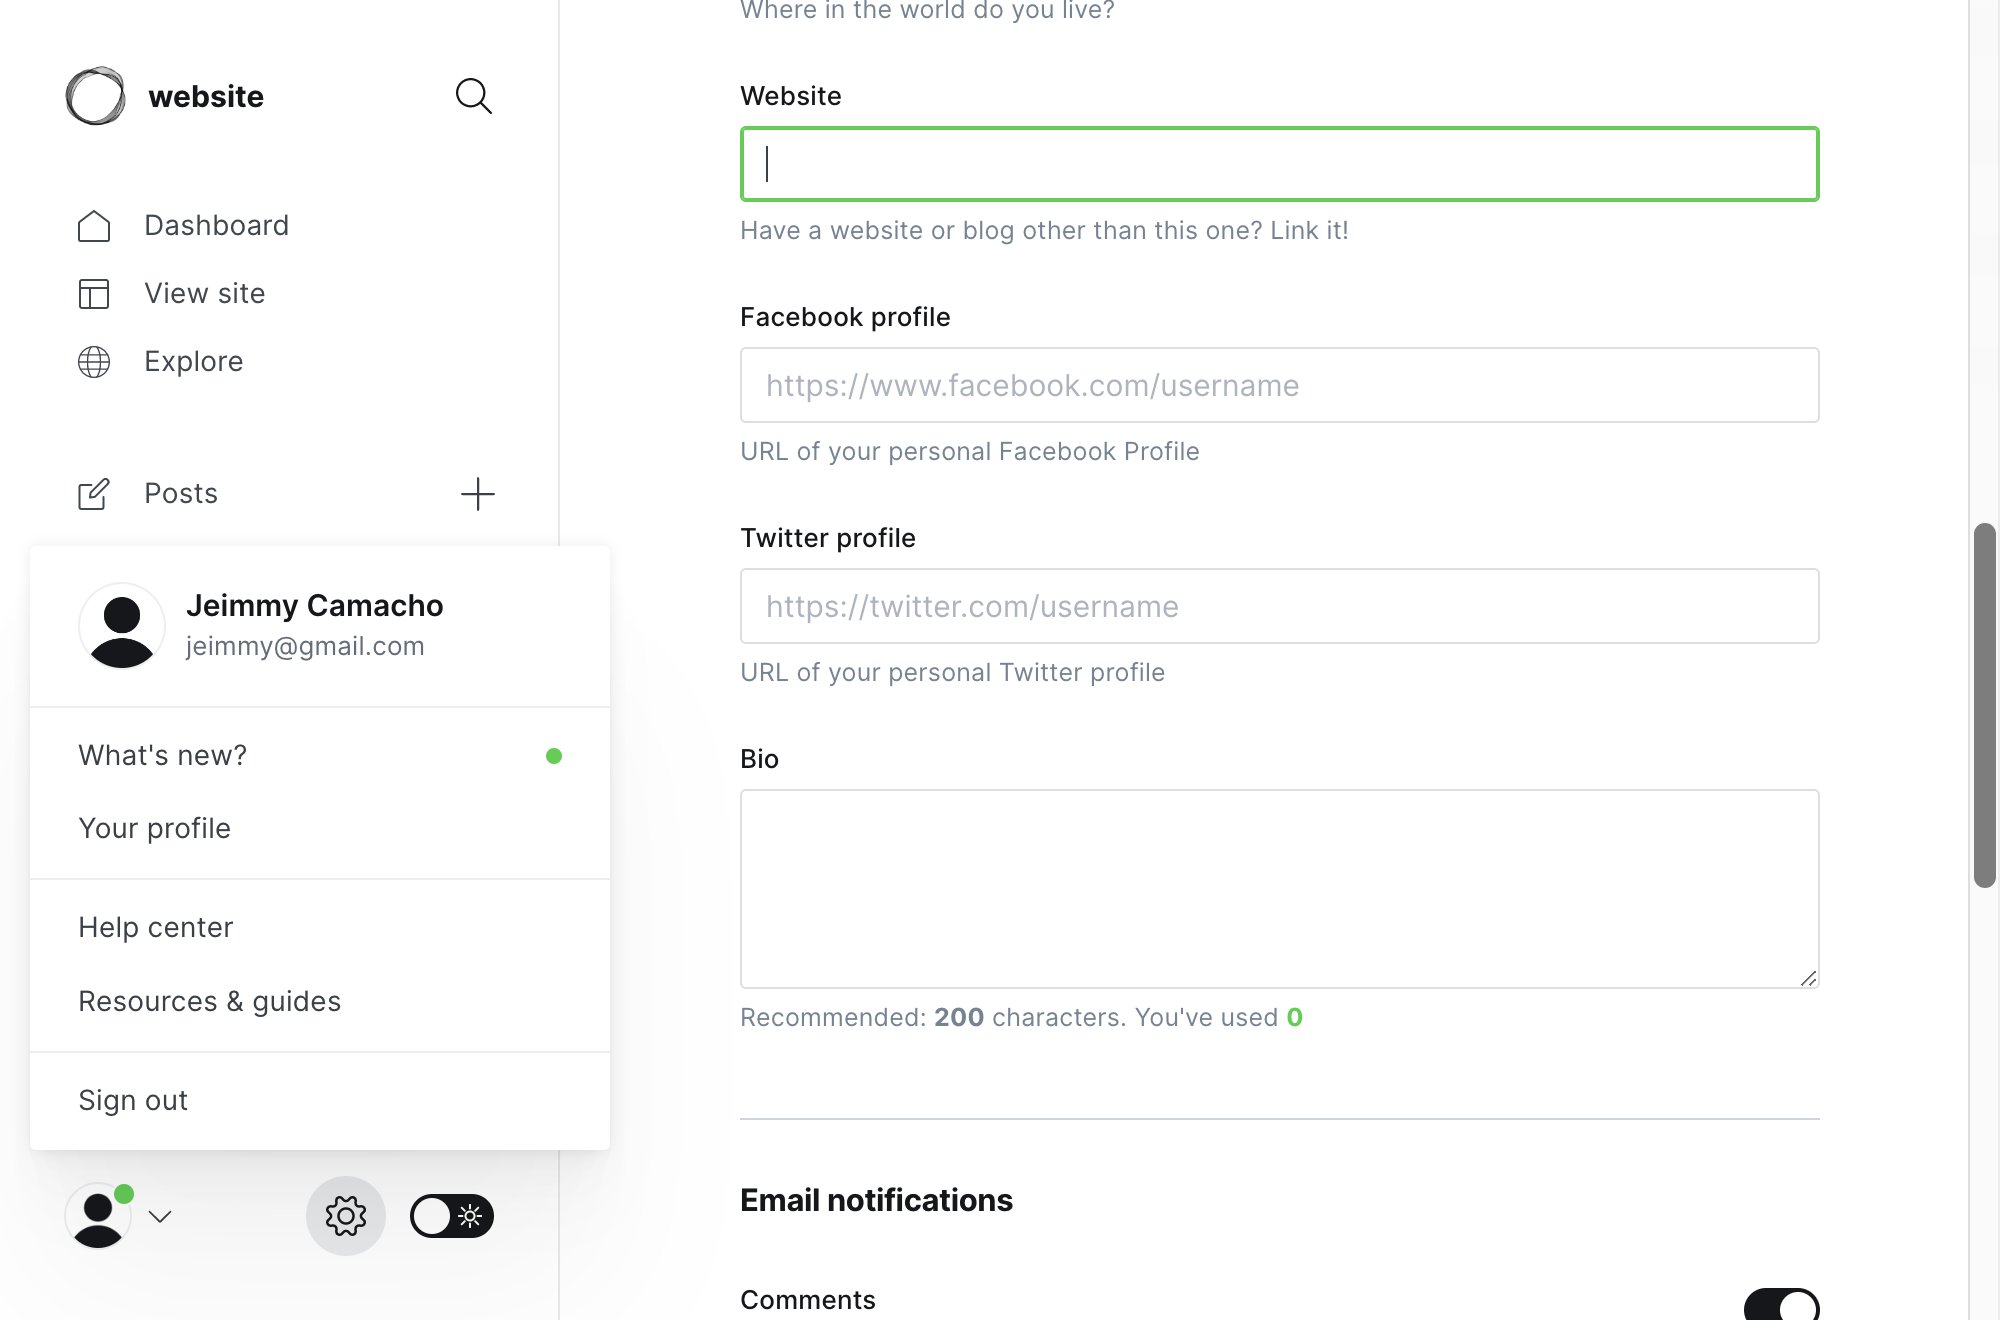 website
Dashboard
View site
Explore
Posts
Jeimmy Camacho
jeimmy@gmail.com
What's new?
Your profile
Help center
Resources & guides
Sign out
Where in the world do you live?
Website
Have a website or blog other than this one? Link it!
Facebook profile
https://www.facebook.com/username
URL of your personal Facebook Profile
Twitter profile
https://twitter.com/username
URL of your personal Twitter profile
Bio
Recommended: 200 characters. You've used 0
Email notifications
Comments